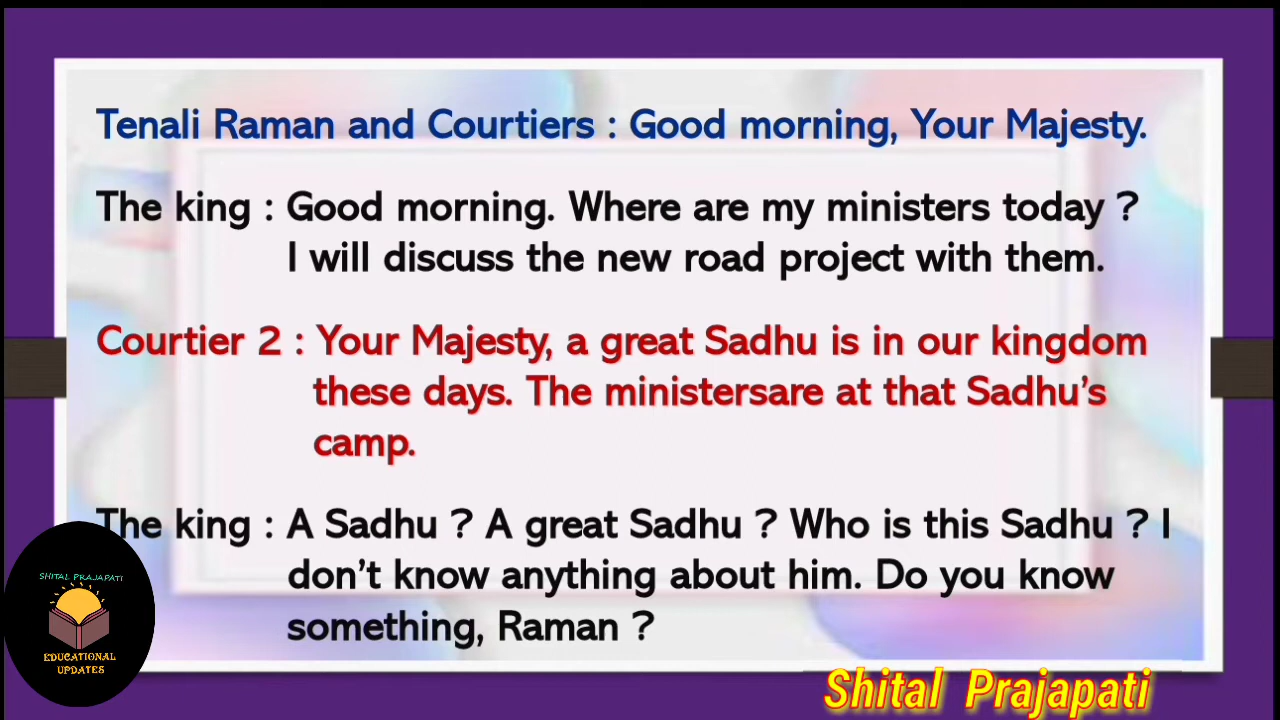 Tenali Raman and Courtiers : Good morning, Your Majesty.
The king : Good morning. Where are my ministers today ?
I will discuss the new road project with them.
Courtier 2 : Your Majesty, a great Sadhu is in our kingdom
these days. The ministersare at that Sadhu's
camp.
The king : A Sadhu ? A great Sadhu ? Who is this Sadhu ? I
don't know anything about him. Do you know
something, Raman ?
SHITAL PRAJAPATI
EDUCATIONAL
UPDATES
Shital Prajapati